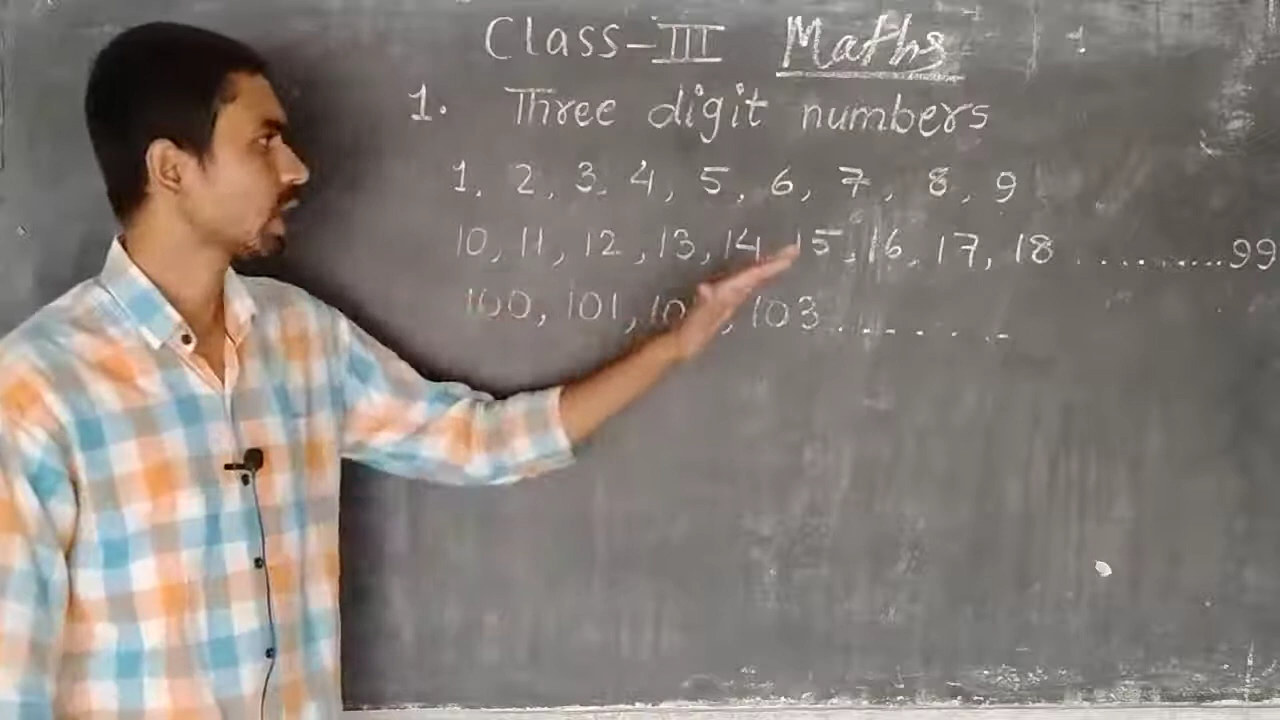 Class-III Maths
1. Three digit numbers
1, 2, 3, 4, 5, 6, 7, 8, 9
10, 11, 12, 13, 14, 15, 16, 17, 18 ..........99
100, 101, 10 , 103........